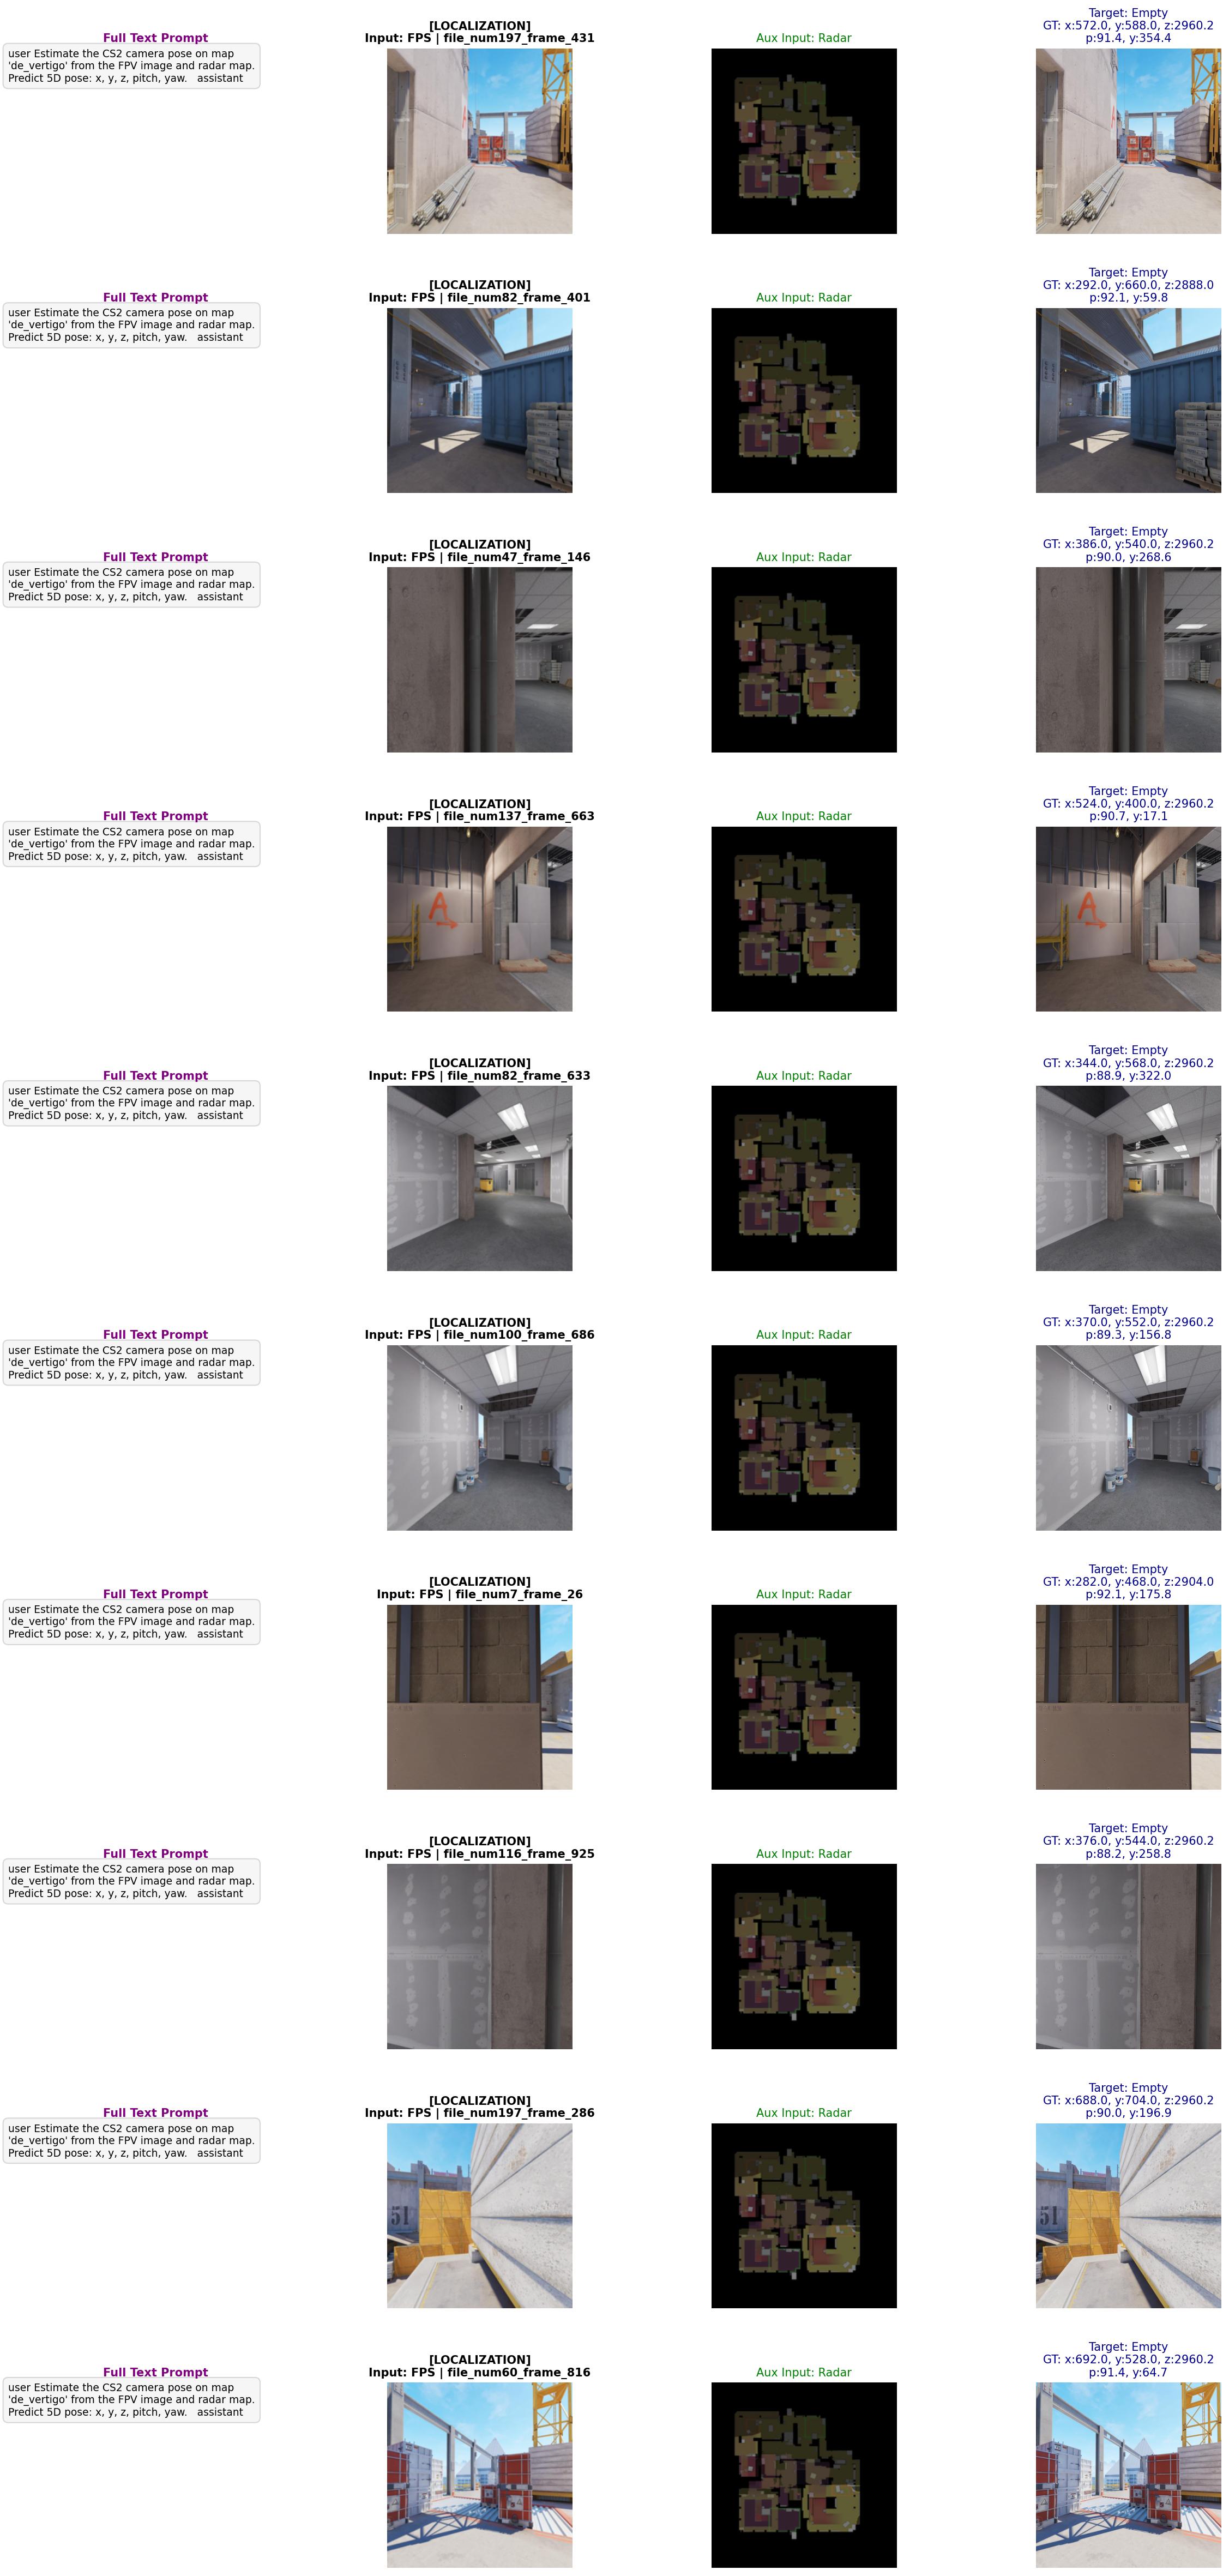 Full Text Prompt
user Estimate the CS2 camera pose on map
'de_vertigo' from the FPV image and radar map.
Predict 5D pose: x, y, z, pitch, yaw.   assistant
[LOCALIZATION]
Input: FPS | file_num197_frame_431
Aux Input: Radar
Target: Empty
GT: x:572.0, y:588.0, z:2960.2
p:91.4, y:354.4
Full Text Prompt
user Estimate the CS2 camera pose on map
'de_vertigo' from the FPV image and radar map.
Predict 5D pose: x, y, z, pitch, yaw.   assistant
[LOCALIZATION]
Input: FPS | file_num82_frame_401
Aux Input: Radar
Target: Empty
GT: x:292.0, y:660.0, z:2888.0
p:92.1, y:59.8
Full Text Prompt
user Estimate the CS2 camera pose on map
'de_vertigo' from the FPV image and radar map.
Predict 5D pose: x, y, z, pitch, yaw.   assistant
[LOCALIZATION]
Input: FPS | file_num47_frame_146
Aux Input: Radar
Target: Empty
GT: x:386.0, y:540.0, z:2960.2
p:90.0, y:268.6
Full Text Prompt
user Estimate the CS2 camera pose on map
'de_vertigo' from the FPV image and radar map.
Predict 5D pose: x, y, z, pitch, yaw.   assistant
[LOCALIZATION]
Input: FPS | file_num137_frame_663
A
Aux Input: Radar
Target: Empty
GT: x:524.0, y:400.0, z:2960.2
p:90.7, y:17.1
A
Full Text Prompt
user Estimate the CS2 camera pose on map
'de_vertigo' from the FPV image and radar map.
Predict 5D pose: x, y, z, pitch, yaw.   assistant
[LOCALIZATION]
Input: FPS | file_num82_frame_633
Aux Input: Radar
Target: Empty
GT: x:344.0, y:568.0, z:2960.2
p:88.9, y:322.0
Full Text Prompt
user Estimate the CS2 camera pose on map
'de_vertigo' from the FPV image and radar map.
Predict 5D pose: x, y, z, pitch, yaw.   assistant
[LOCALIZATION]
Input: FPS | file_num100_frame_686
Aux Input: Radar
Target: Empty
GT: x:370.0, y:552.0, z:2960.2
p:89.3, y:156.8
Full Text Prompt
user Estimate the CS2 camera pose on map
'de_vertigo' from the FPV image and radar map.
Predict 5D pose: x, y, z, pitch, yaw.   assistant
[LOCALIZATION]
Input: FPS | file_num7_frame_26
Aux Input: Radar
Target: Empty
GT: x:282.0, y:468.0, z:2904.0
p:92.1, y:175.8
Full Text Prompt
user Estimate the CS2 camera pose on map
'de_vertigo' from the FPV image and radar map.
Predict 5D pose: x, y, z, pitch, yaw.   assistant
[LOCALIZATION]
Input: FPS | file_num116_frame_925
Aux Input: Radar
Target: Empty
GT: x:376.0, y:544.0, z:2960.2
p:88.2, y:258.8
Full Text Prompt
user Estimate the CS2 camera pose on map
'de_vertigo' from the FPV image and radar map.
Predict 5D pose: x, y, z, pitch, yaw.   assistant
[LOCALIZATION]
Input: FPS | file_num197_frame_286
51
Aux Input: Radar
Target: Empty
GT: x:688.0, y:704.0, z:2960.2
p:90.0, y:196.9
51
Full Text Prompt
user Estimate the CS2 camera pose on map
'de_vertigo' from the FPV image and radar map.
Predict 5D pose: x, y, z, pitch, yaw.   assistant
[LOCALIZATION]
Input: FPS | file_num60_frame_816
Aux Input: Radar
Target: Empty
GT: x:692.0, y:528.0, z:2960.2
p:91.4, y:64.7